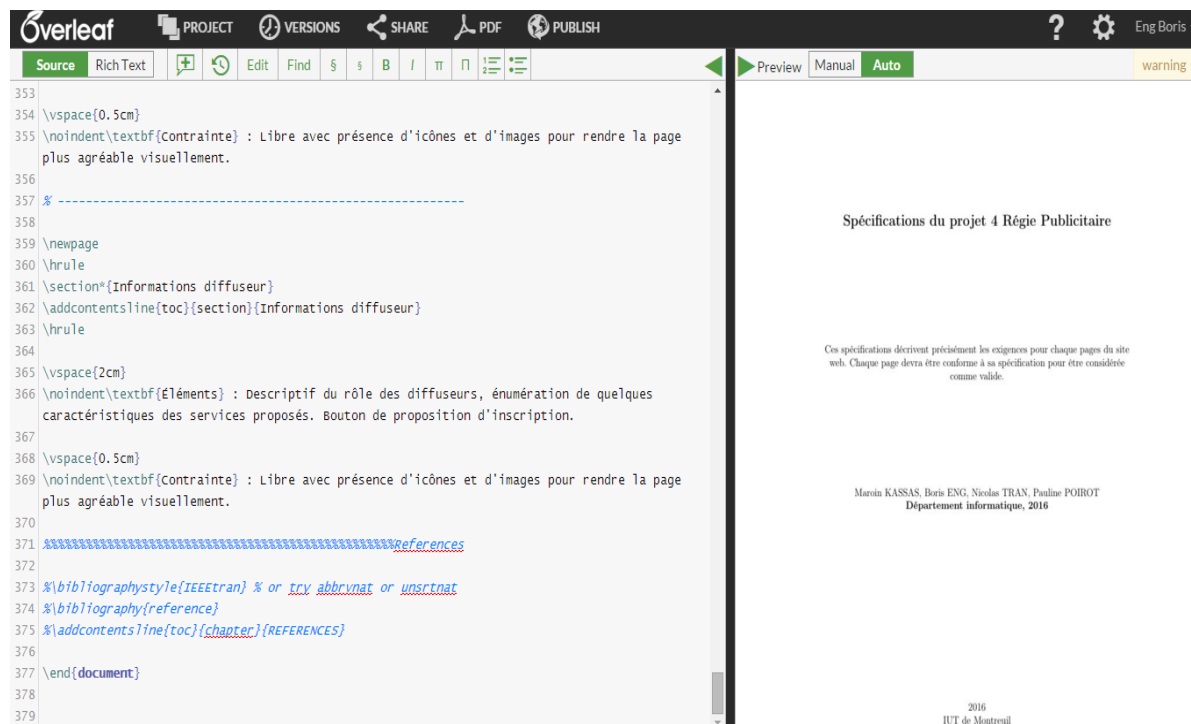 Overleaf PROJECT VERSIONS SHARE PDF PUBLISH ? Eng Boris
Source Rich Text Edit Find § § B I π Π Preview Manual Auto warning
353
354 \vspace{0.5cm}
355 \noindent\textbf{Contrainte} : Libre avec présence d'icônes et d'images pour rendre la page
plus agréable visuellement.
356
357 % ----------------------------------------------------------
358
359 \newpage
360 \hrule
361 \section*{Informations diffuseur}
362 \addcontentsline{toc}{section}{Informations diffuseur}
363 \hrule
364
365 \vspace{2cm}
366 \noindent\textbf{Éléments} : Descriptif du rôle des diffuseurs, énumération de quelques
caractéristiques des services proposés. Bouton de proposition d'inscription.
367
368 \vspace{0.5cm}
369 \noindent\textbf{Contrainte} : Libre avec présence d'icônes et d'images pour rendre la page
plus agréable visuellement.
370
371 %%%%%%%%%%%%%%%%%%%%%%%%%%%%%%%%%%%%%%%%%%%%%%%%%%References
372
373 %\bibliographystyle{IEEEtran} % or try abbrvnat or unsrtnat
374 %\bibliography{reference}
375 %\addcontentsline{toc}{chapter}{REFERENCES}
376
377 \end{document}
378
379
Spécifications du projet 4 Régie Publicitaire
Ces spécifications décrivent précisément les exigences pour chaque pages du site
web. Chaque page devra être conforme à sa spécification pour être considérée
comme valide.
Maroin KASSAS, Boris ENG, Nicolas TRAN, Pauline POIROT
Département informatique, 2016
2016
IUT de Montreuil